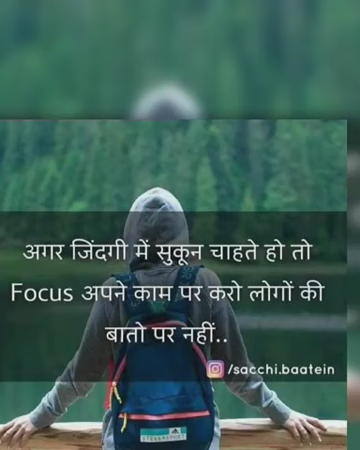 अगर जिंदगी में सुकून चाहते हो तो
Focus अपने काम पर करो लोगों की
बातो पर नहीं..
/sacchi.baatein